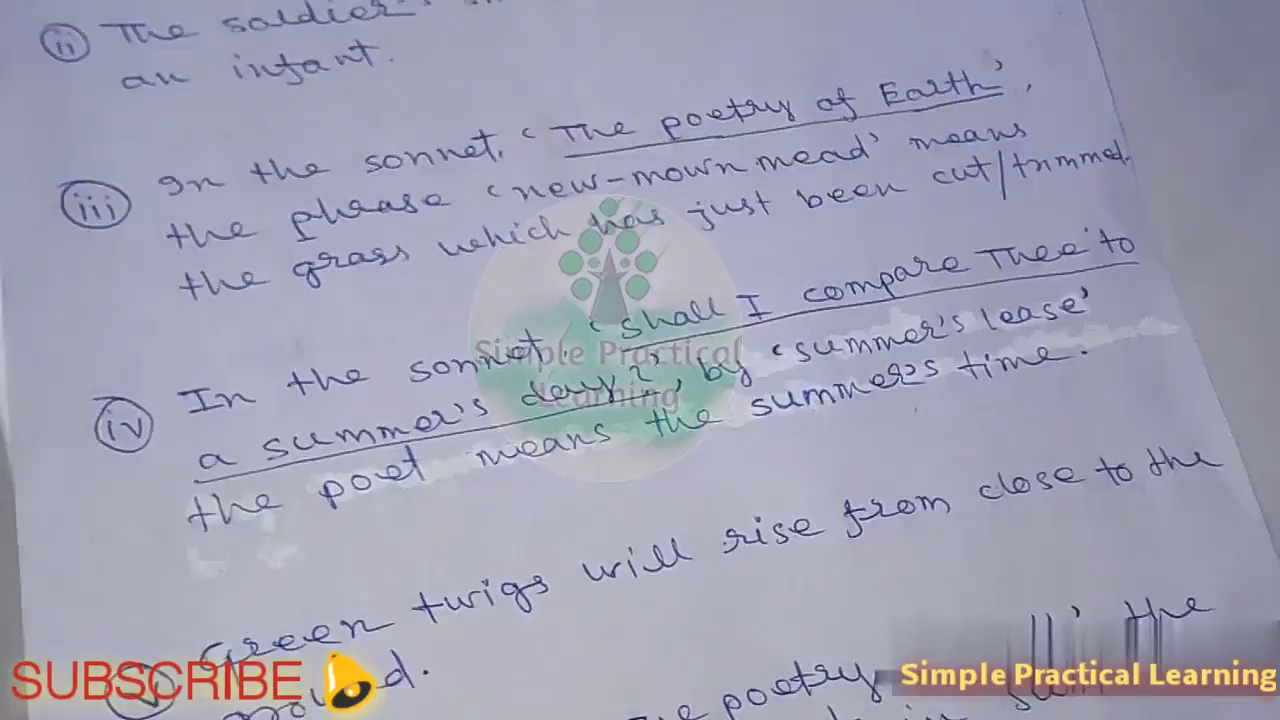 (ii) The soldier's
an infant.
(iii) In the sonnet, 'The poetry of Earth',
the phrase 'new-mown mead' means
the grass which has just been cut/trimmed.
(iv) In the sonnet, 'Shall I compare Thee to
a summer's day?', by 'summer's lease'
the poet means the summer's time.
Green twigs will rise from close to the
poetry the
Simple Practical
Learning
SUBSCRIBE
Simple Practical Learning